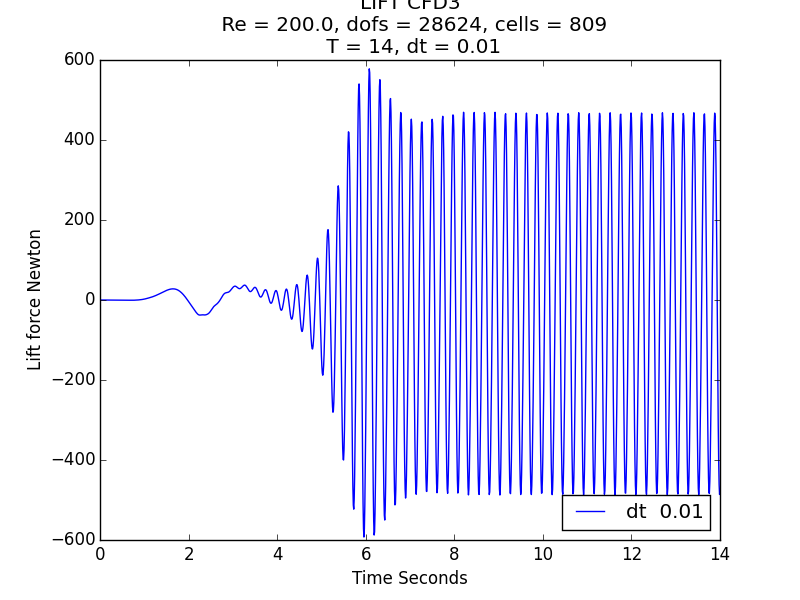 LIFT CFD3
Re = 200.0, dofs = 28624, cells = 809
T = 14, dt = 0.01
600
400
200
0
−200
−400
−600
Lift force Newton
0 2 4 6 8 10 12 14
Time Seconds
dt 0.01